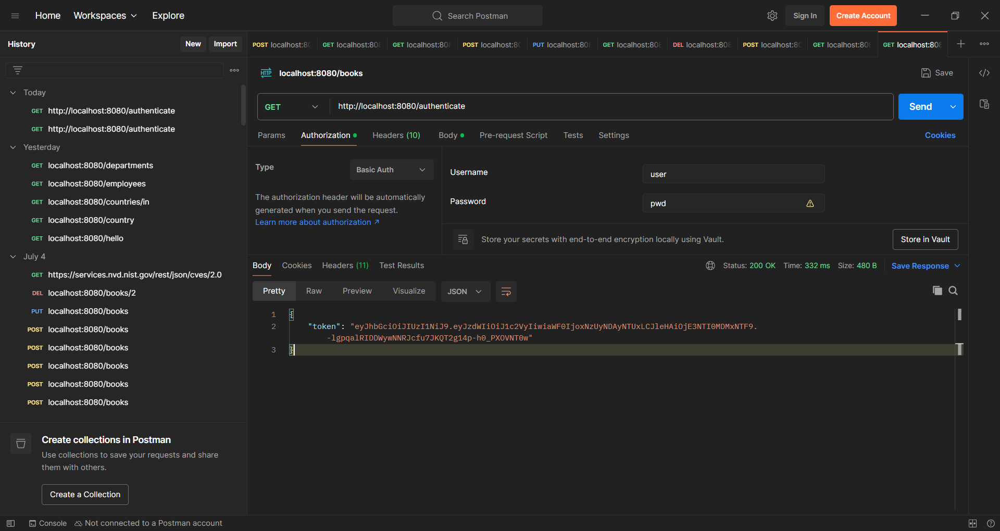 Home
Workspaces
Explore
Search Postman
Sign In
Create Account
History
New
Import
POST localhost:80
GET localhost:808
GET localhost:808
POST localhost:80
PUT localhost:808
GET localhost:808
DEL localhost:808
POST localhost:80
GET localhost:808
GET localhost:808
Today
GET http://localhost:8080/authenticate
GET http://localhost:8080/authenticate
Yesterday
GET localhost:8080/departments
GET localhost:8080/employees
GET localhost:8080/countries/in
GET localhost:8080/country
GET localhost:8080/hello
July 4
GET https://services.nvd.nist.gov/rest/json/cves/2.0
DEL localhost:8080/books/2
PUT localhost:8080/books
POST localhost:8080/books
POST localhost:8080/books
POST localhost:8080/books
POST localhost:8080/books
POST localhost:8080/books
Create collections in Postman
Use collections to save your requests and share
them with others.
Create a Collection
HTTP localhost:8080/books
Save
</>
GET
http://localhost:8080/authenticate
Send
Params
Authorization
Headers (10)
Body
Pre-request Script
Tests
Settings
Cookies
Type
Basic Auth
The authorization header will be automatically
generated when you send the request.
Learn more about authorization ↗
Username
user
Password
pwd
Store your secrets with end-to-end encryption locally using Vault.
Store in Vault
Body
Cookies
Headers (11)
Test Results
Status: 200 OK
Time: 332 ms
Size: 480 B
Save Response
Pretty
Raw
Preview
Visualize
JSON
1 {
2 "token": "eyJhbGciOiJIUzI1NiJ9.eyJzdWIiOiJ1c2VyIiwiaWF0IjoxNzUyNDAyNTUxLCJleHAiOjE3NTI0MDMxNTF9.
-lgpqalRIDDWywNNRJcfu7JKQT2g14p-h0_PXOVNT0w"
3 }
Console
Not connected to a Postman account